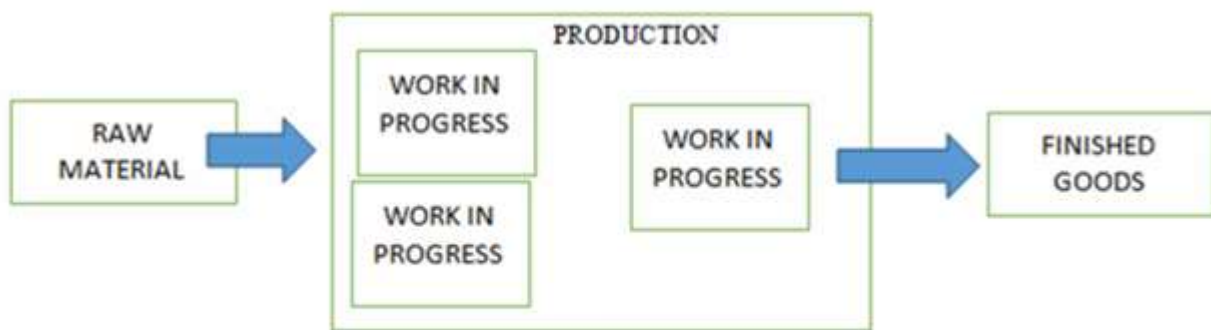 PRODUCTION
RAW
MATERIAL
WORK IN
PROGRESS
WORK IN
PROGRESS
WORK IN
PROGRESS
FINISHED
GOODS